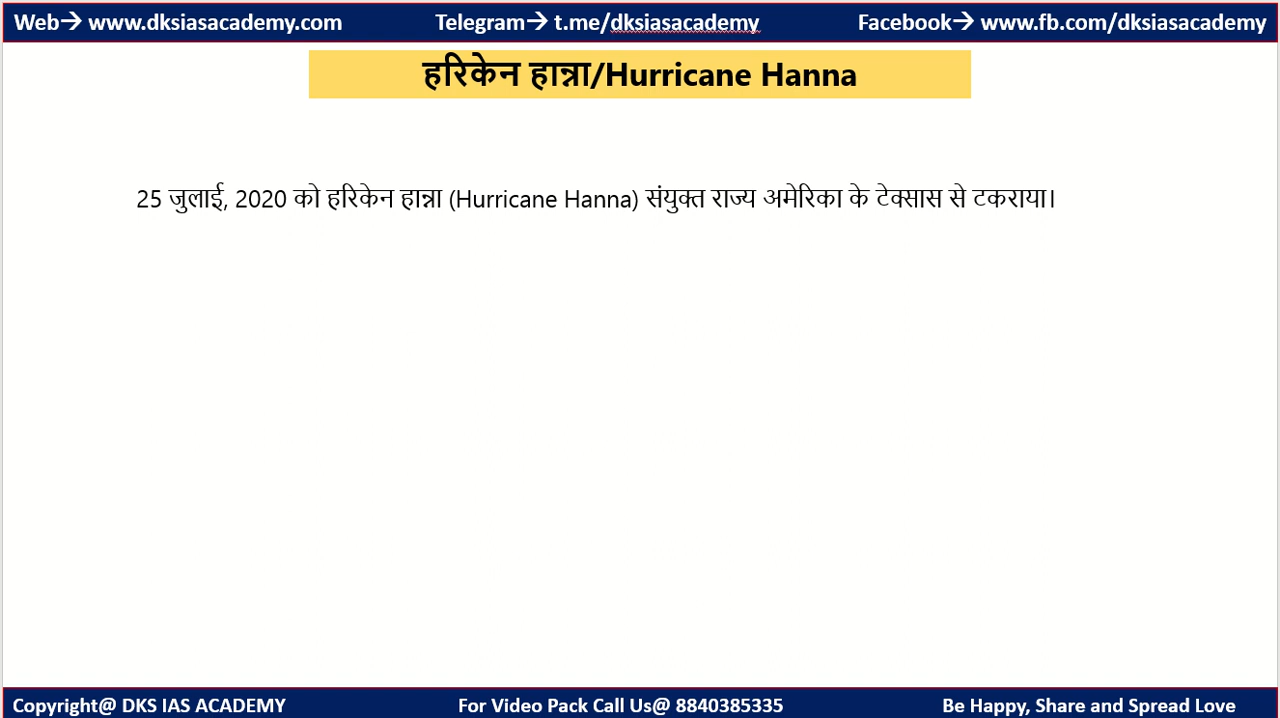 Web→ www.dksiasacademy.com Telegram→ t.me/dksiasacademy Facebook→ www.fb.com/dksiasacademy
हरिकेन हान्ना/Hurricane Hanna
25 जुलाई, 2020 को हरिकेन हान्ना (Hurricane Hanna) संयुक्त राज्य अमेरिका के टेक्सास से टकराया।
Copyright@ DKS IAS ACADEMY For Video Pack Call Us@ 8840385335 Be Happy, Share and Spread Love